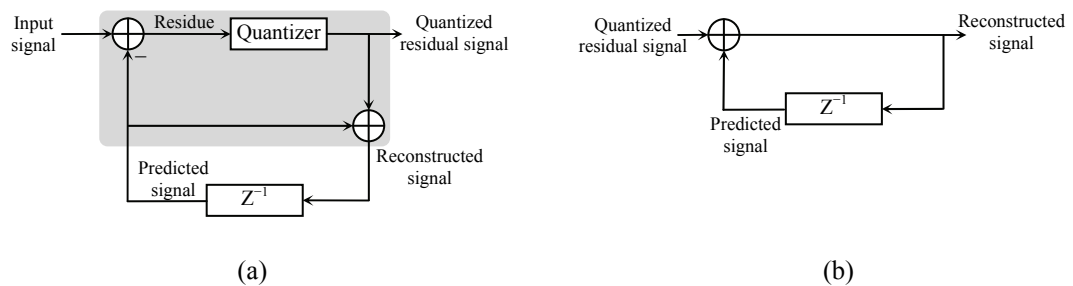 Input
signal
Residue
Quantizer
Quantized
residual signal
−
Predicted
signal
Z⁻¹
Reconstructed
signal
(a)
Quantized
residual signal
Reconstructed
signal
Z⁻¹
Predicted
signal
(b)